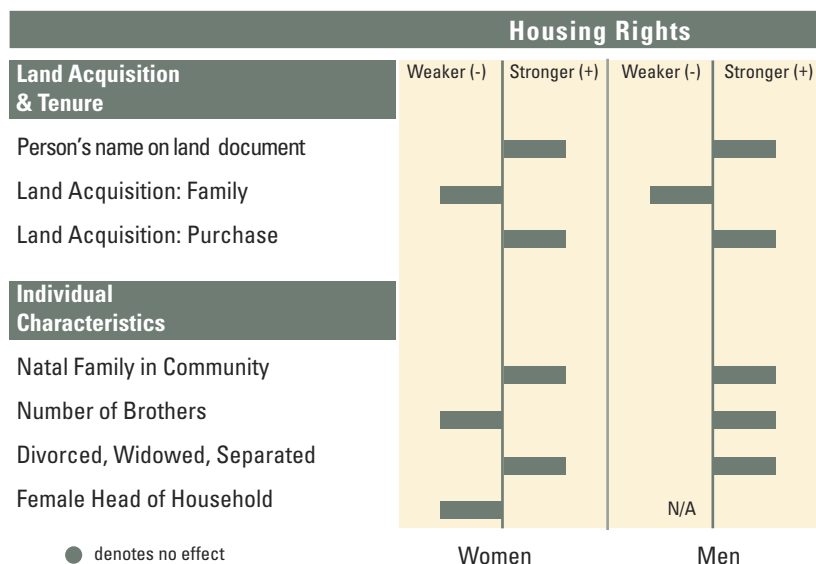 Housing Rights
Land Acquisition
& Tenure
Weaker (-) Stronger (+) Weaker (-) Stronger (+)
Person's name on land document
Land Acquisition: Family
Land Acquisition: Purchase
Individual
Characteristics
Natal Family in Community
Number of Brothers
Divorced, Widowed, Separated
Female Head of Household
N/A
denotes no effect
Women Men